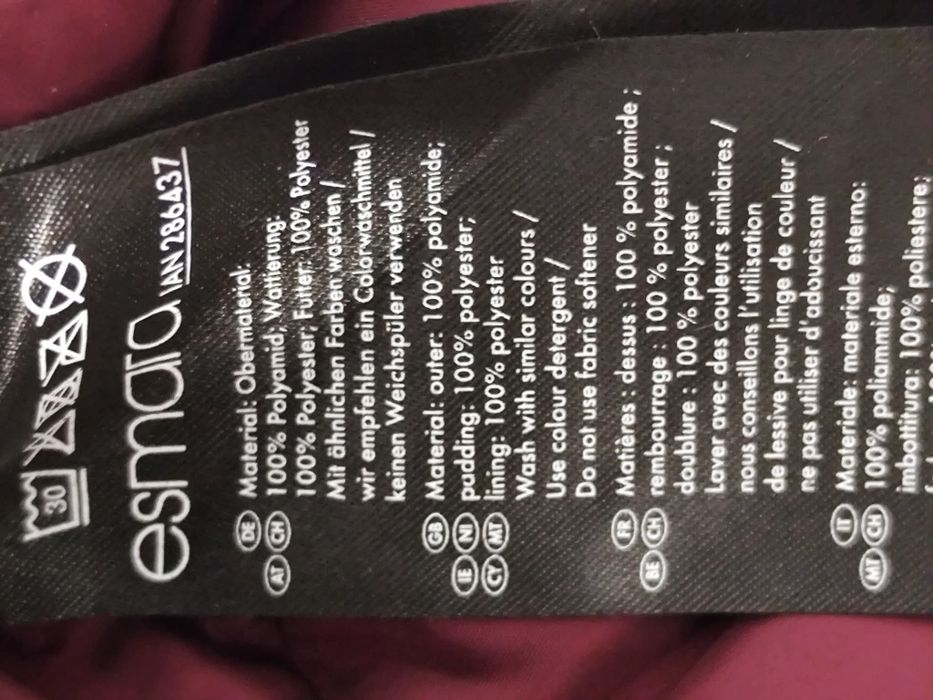 30
esmara IAN 286437
DE AT CH Material: Obermaterial:
100% Polyamid; Wattierung:
100% Polyester; Futter: 100% Polyester
Mit ähnlichen Farben waschen /
wir empfehlen ein Colorwaschmittel /
keinen Weichspüler verwenden
GB IE NI CY MT Material: outer: 100% polyamide;
pudding: 100% polyester;
lining: 100% polyester
Wash with similar colours /
Use colour detergent /
Do not use fabric softener
FR BE CH Matières : dessus : 100 % polyamide ;
rembourrage : 100 % polyester ;
doublure : 100 % polyester
Laver avec des couleurs similaires /
nous conseillons l'utilisation
de lessive pour linge de couleur /
ne pas utiliser d'adoucissant
IT MT CH Materiale: materiale esterno:
100% poliammide;
imbottitura: 100% poliestere;